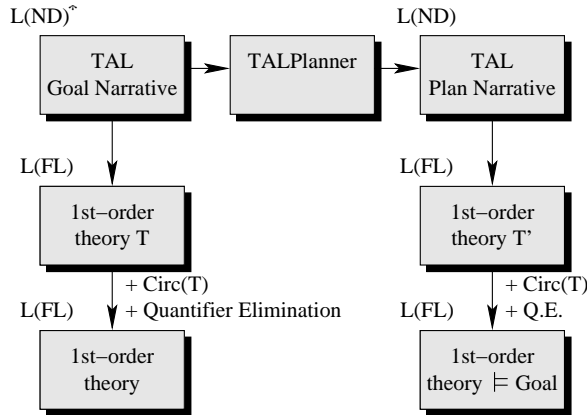 L(ND)*
L(ND)
TAL
Goal Narrative
TALPlanner
TAL
Plan Narrative
L(FL)
L(FL)
1st–order
theory T
1st–order
theory T’
+ Circ(T)
+ Quantifier Elimination
+ Circ(T)
+ Q.E.
L(FL)
L(FL)
1st–order
theory
1st–order
theory ⊨ Goal